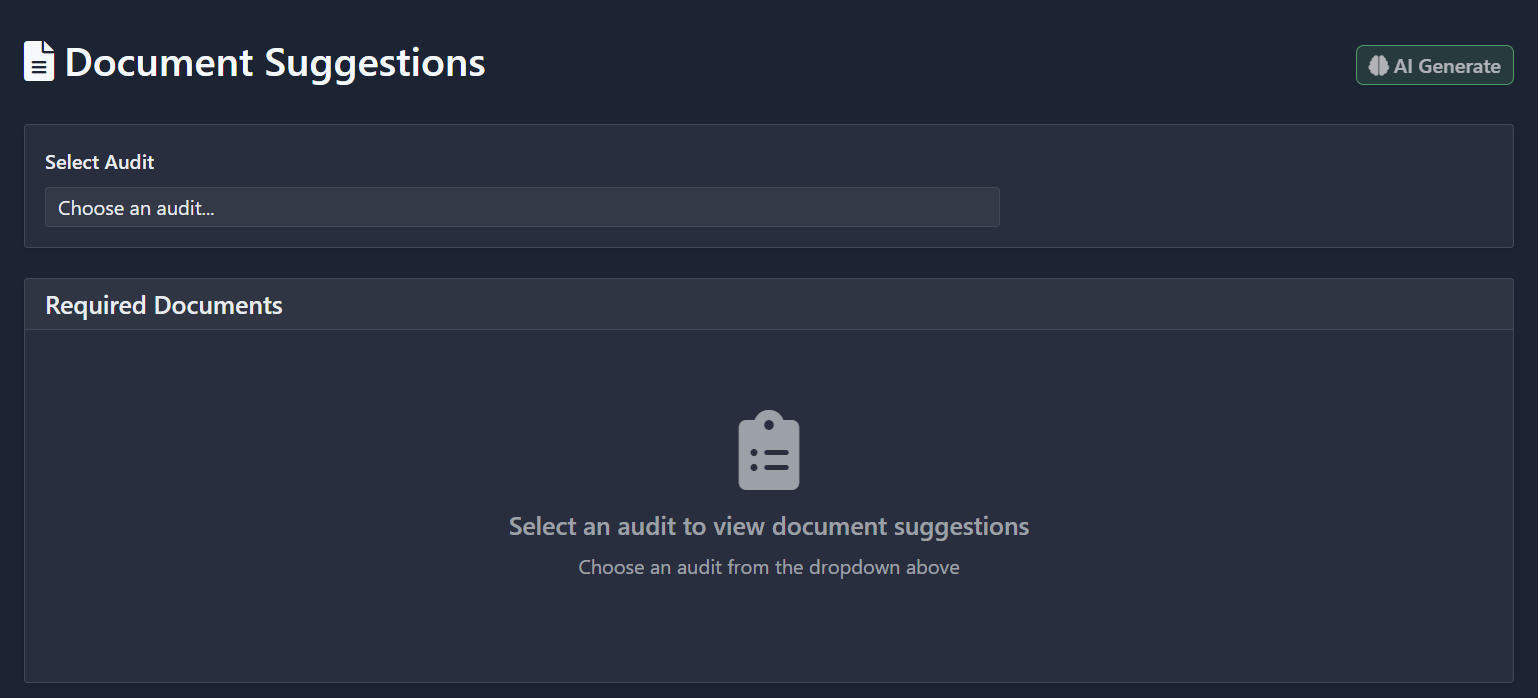 Document Suggestions
AI Generate
Select Audit
Choose an audit...
Required Documents
Select an audit to view document suggestions
Choose an audit from the dropdown above